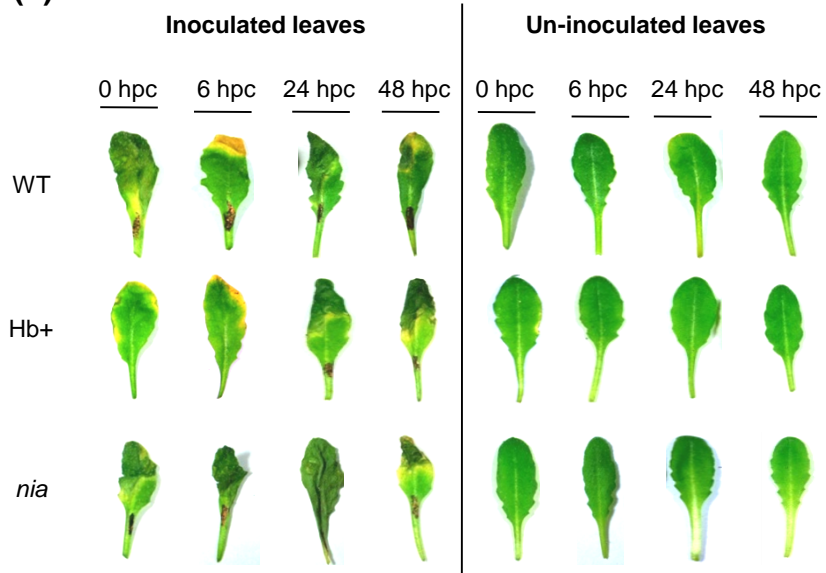 Inoculated leaves Un-inoculated leaves
0 hpc 6 hpc 24 hpc 48 hpc 0 hpc 6 hpc 24 hpc 48 hpc
WT
Hb+
nia